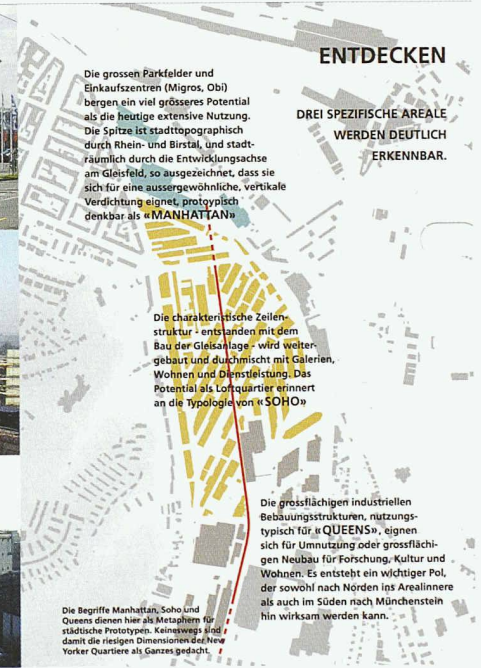 ENTDECKEN
DREI SPEZIFISCHE AREALE
WERDEN DEUTLICH
ERKENNBAR.
Die grossen Parkfelder und
Einkaufszentren (Migros, Obi)
bergen ein viel grösseres Potential
als die heutige extensive Nutzung.
Die Spitze ist stadttopographisch
durch Rhein- und Birstal, und stadt-
räumlich durch die Entwicklungsachse
am Gleisfeld, so ausgezeichnet, dass sie
sich für eine aussergewöhnliche, vertikale
Verdichtung eignet, protoypisch
denkbar als «MANHATTAN»
Die charakteristische Zeilen-
struktur - entstanden mit dem
Bau der Gleisanlage - wird weiter-
gebaut und durchmischt mit Galerien,
Wohnen und Dienstleistung. Das
Potential als Loftquartier erinnert
an die Typologie von «SOHO»
Die grossflächigen industriellen
Bebauungsstrukturen, nutzungs-
typisch für «QUEENS», eignen
sich für Umnutzung oder grossflächi-
gen Neubau für Forschung, Kultur und
Wohnen. Es entsteht ein wichtiger Pol,
der sowohl nach Norden ins Arealinnere
als auch im Süden nach Münchenstein
hin wirksam werden kann.
Die Begriffe Manhattan, Soho und
Queens dienen hier als Metaphern für
städtische Prototypen. Keineswegs sind
damit die riesigen Dimensionen der New
Yorker Quartiere als Ganzes gedacht.